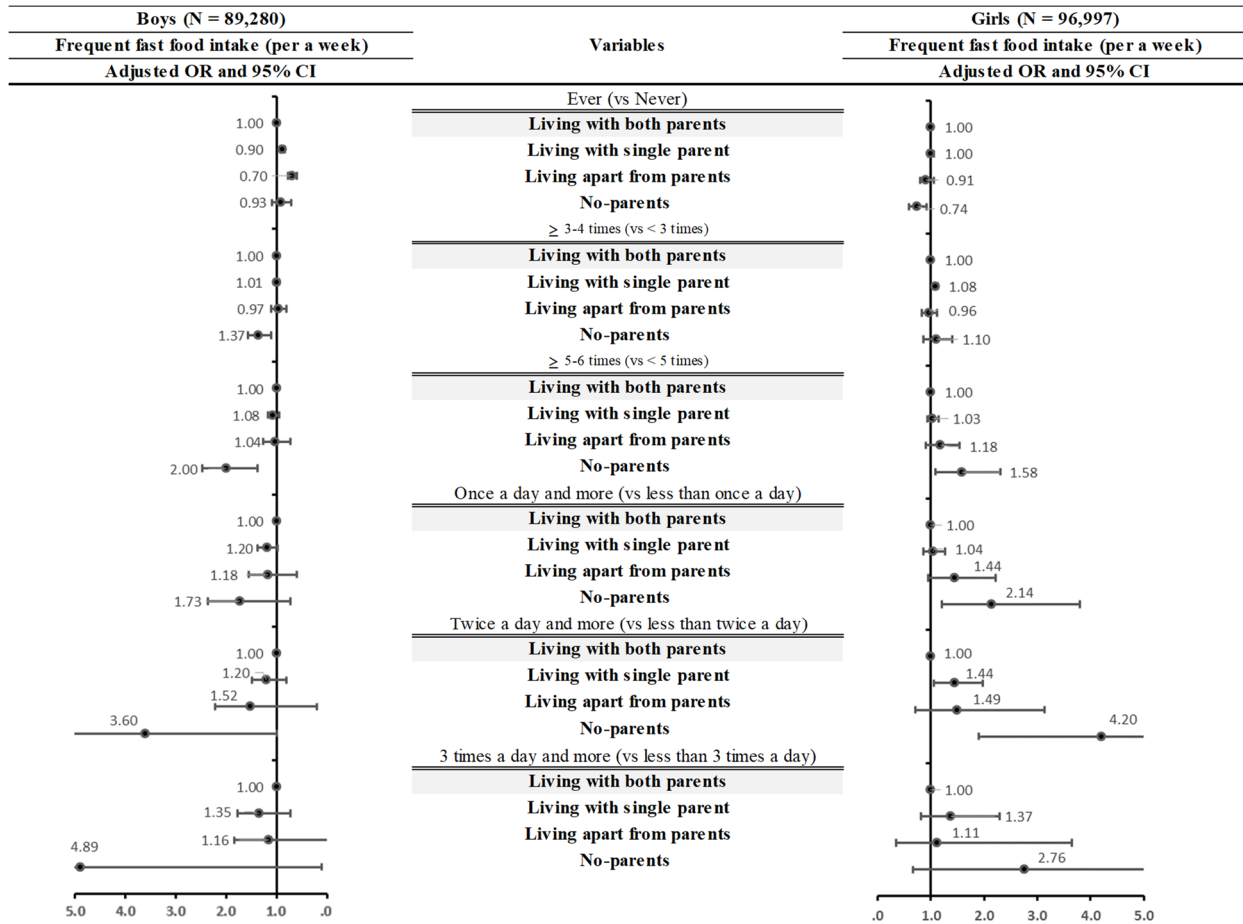 Boys (N = 89,280) Variables Girls (N = 96,997)
Frequent fast food intake (per a week) Frequent fast food intake (per a week)
Adjusted OR and 95% CI Adjusted OR and 95% CI
Ever (vs Never)
1.00 Living with both parents 1.00
0.90 Living with single parent 1.00
0.70 Living apart from parents 0.91
0.93 No-parents 0.74
≥ 3-4 times (vs < 3 times)
1.00 Living with both parents 1.00
1.01 Living with single parent 1.08
0.97 Living apart from parents 0.96
1.37 No-parents 1.10
≥ 5-6 times (vs < 5 times)
1.00 Living with both parents 1.00
1.08 Living with single parent 1.03
1.04 Living apart from parents 1.18
2.00 No-parents 1.58
Once a day and more (vs less than once a day)
1.00 Living with both parents 1.00
1.20 Living with single parent 1.04
1.18 Living apart from parents 1.44
1.73 No-parents 2.14
Twice a day and more (vs less than twice a day)
1.00 Living with both parents 1.00
1.20 Living with single parent 1.44
1.52 Living apart from parents 1.49
3.60 No-parents 4.20
3 times a day and more (vs less than 3 times a day)
1.00 Living with both parents 1.00
1.35 Living with single parent 1.37
1.16 Living apart from parents 1.11
4.89 No-parents 2.76
5.0 4.0 3.0 2.0 1.0 .0 .0 1.0 2.0 3.0 4.0 5.0